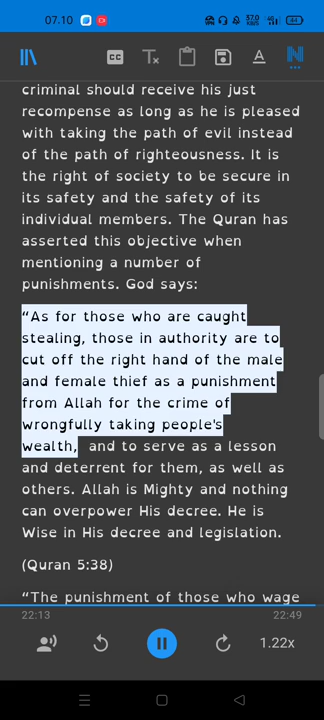 07.10
37.0 KB/S
4G
44
CC
T
A
N
criminal should receive his just
recompense as long as he is pleased
with taking the path of evil instead
of the path of righteousness. It is
the right of society to be secure in
its safety and the safety of its
individual members. The Quran has
asserted this objective when
mentioning a number of
punishments. God says:
“As for those who are caught
stealing, those in authority are to
cut off the right hand of the male
and female thief as a punishment
from Allah for the crime of
wrongfully taking people's
wealth,  and to serve as a lesson
and deterrent for them, as well as
others. Allah is Mighty and nothing
can overpower His decree. He is
Wise in His decree and legislation.
(Quran 5:38)
“The punishment of those who wage
22:13 22:49
1.22x